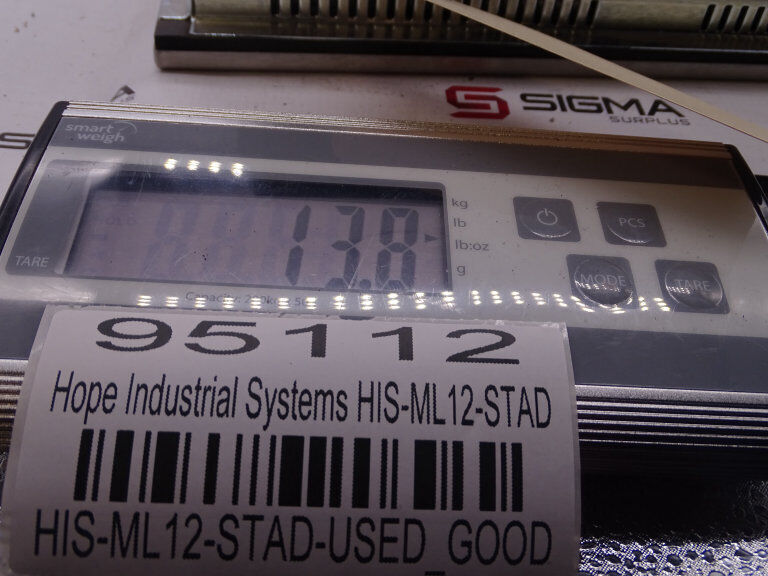 SIGMA
SURPLUS
smart
weigh
kg
lb
lb:oz
g
13.8
TARE
PCS
MODE
TARE
95112
Hope Industrial Systems HIS-ML12-STAD
HIS-ML12-STAD-USED_GOOD